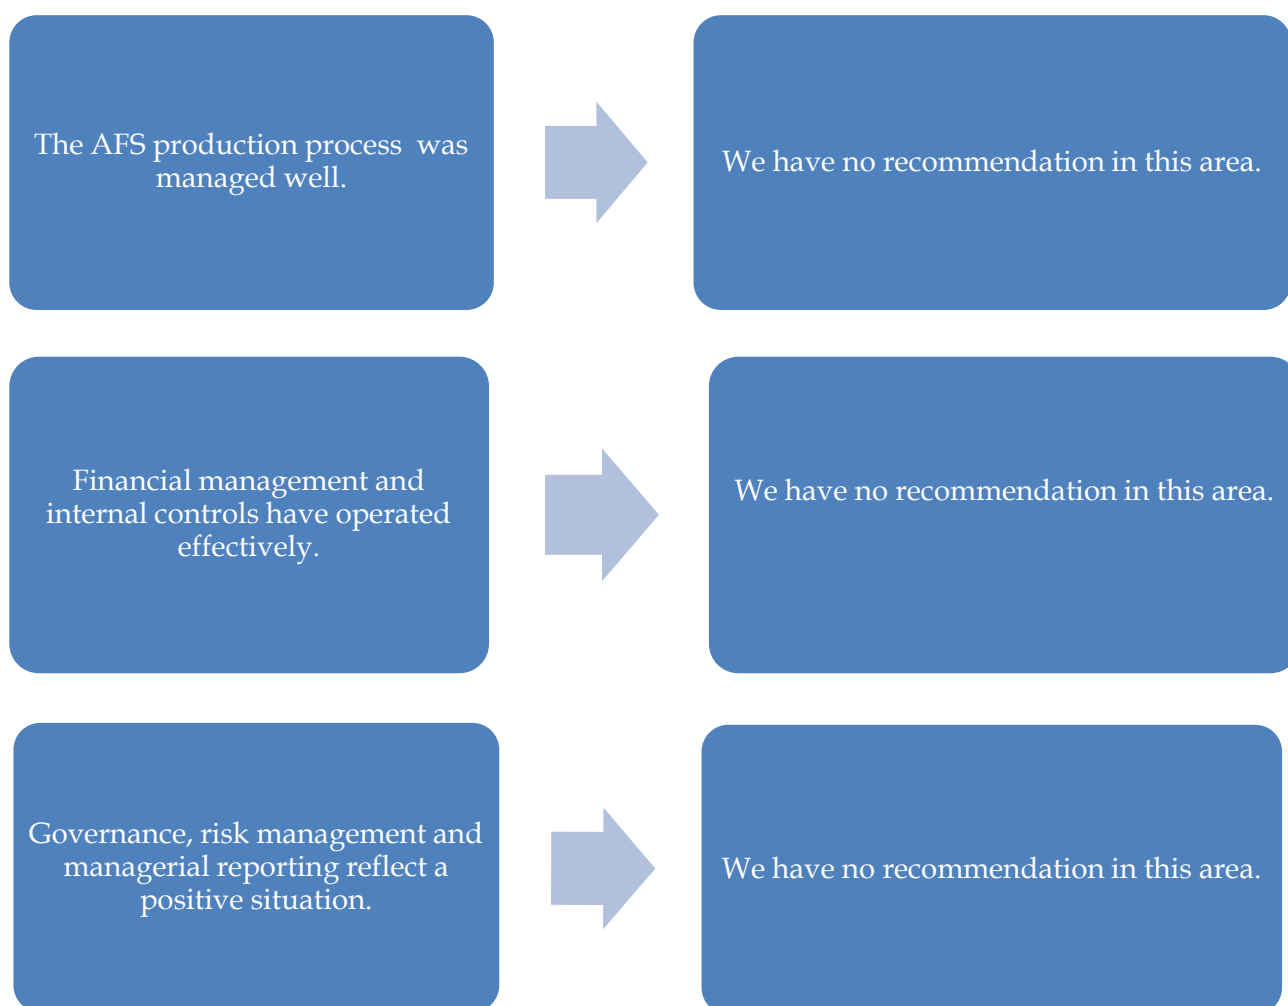 The AFS production process was
managed well.
We have no recommendation in this area.
Financial management and
internal controls have operated
effectively.
We have no recommendation in this area.
Governance, risk management and
managerial reporting reflect a
positive situation.
We have no recommendation in this area.